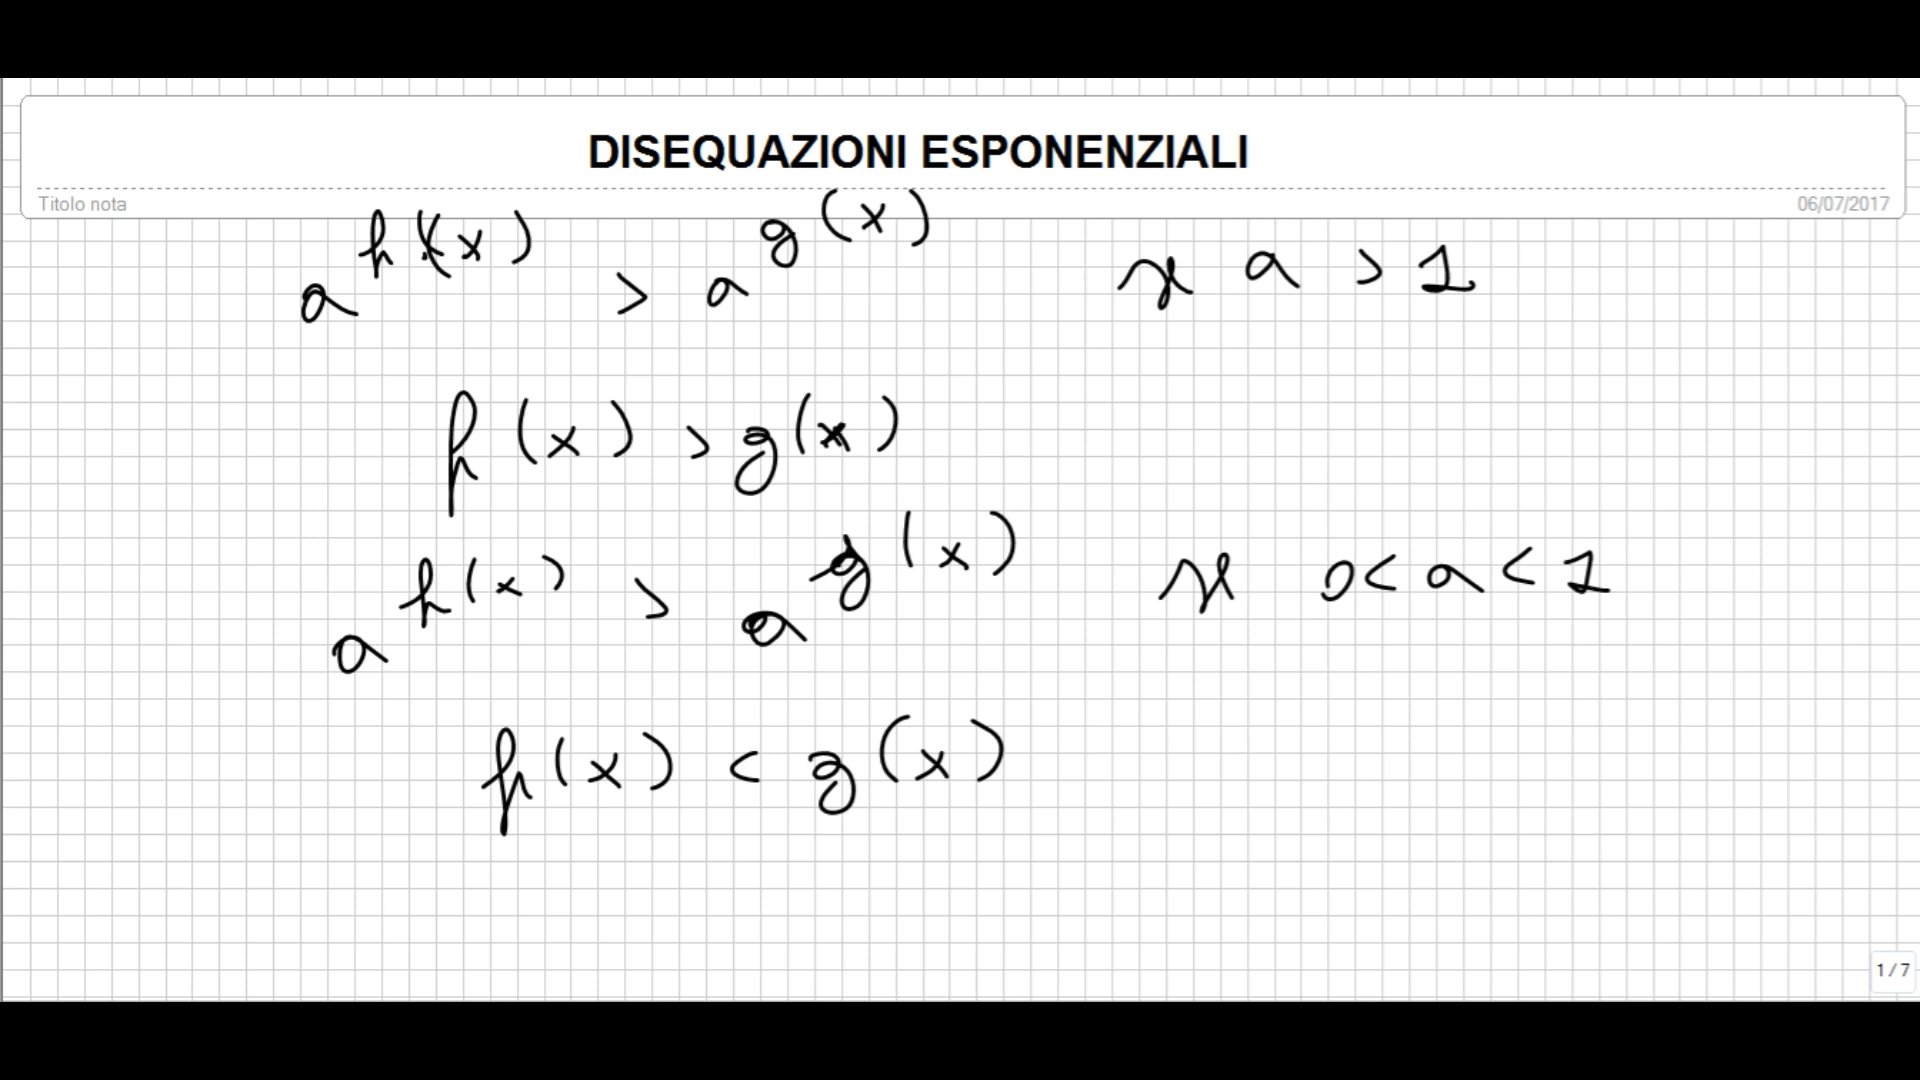 DISEQUAZIONI ESPONENZIALI
Titolo nota
06/07/2017
a^f(x) > a^g(x) se a > 1
f(x) > g(x)
a^f(x) > a^g(x) se 0 < a < 1
f(x) < g(x)
1 / 7